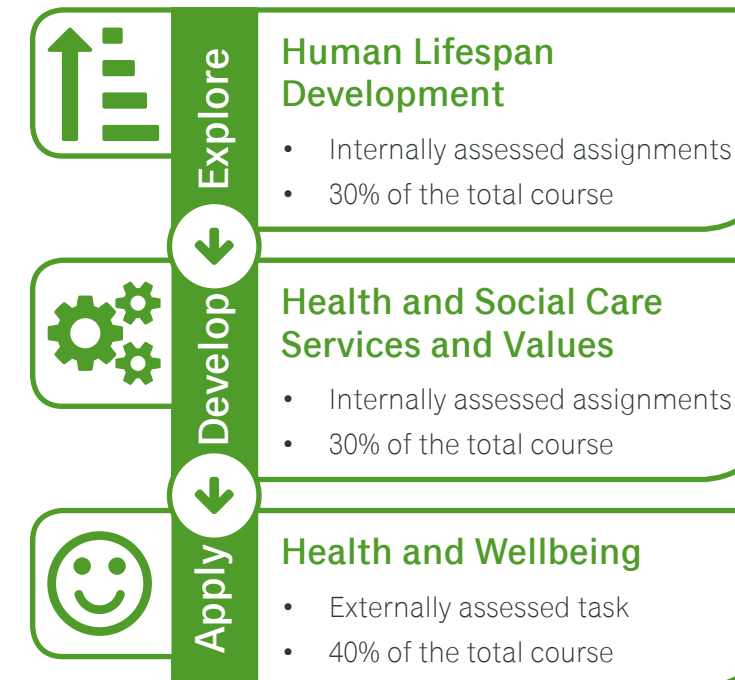 Explore
Human Lifespan
Development
• Internally assessed assignments
• 30% of the total course
Develop
Health and Social Care
Services and Values
• Internally assessed assignments
• 30% of the total course
Apply
Health and Wellbeing
• Externally assessed task
• 40% of the total course